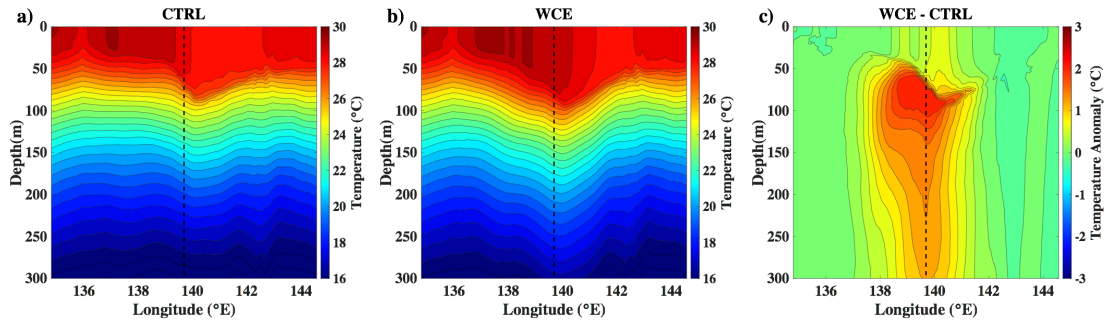 a) CTRL
0
50
100
150
200
250
300
Depth(m)
136 138 140 142 144
Longitude (°E)
30
28
26
24
22
20
18
16
Temperature (°C)
b) WCE
0
50
100
150
200
250
300
Depth(m)
136 138 140 142 144
Longitude (°E)
30
28
26
24
22
20
18
16
Temperature (°C)
c) WCE - CTRL
0
50
100
150
200
250
300
Depth(m)
136 138 140 142 144
Longitude (°E)
3
2
1
0
-1
-2
-3
Temperature Anomaly (°C)